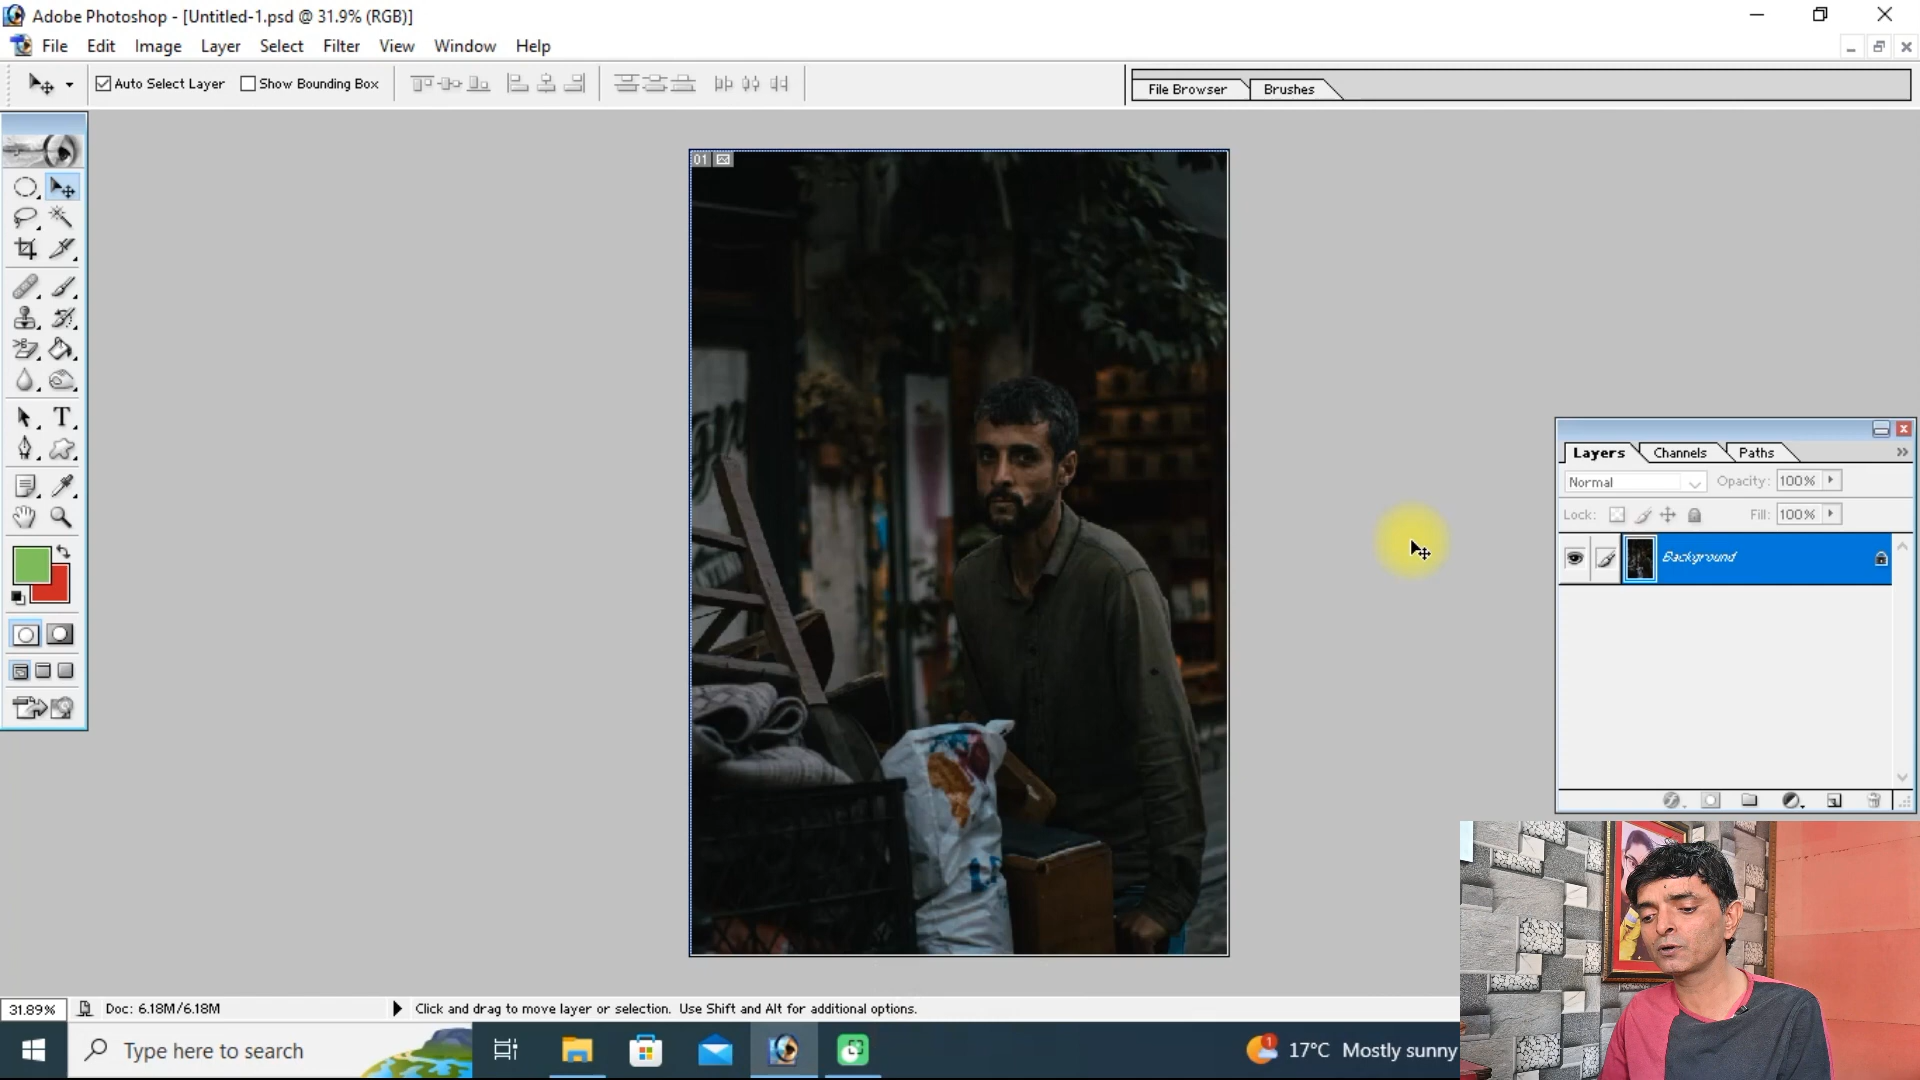 Adobe Photoshop - [Untitled-1.psd @ 31.9% (RGB)]
File Edit Image Layer Select Filter View Window Help
Auto Select Layer Show Bounding Box
File Browser Brushes
01
T
Layers Channels Paths
Normal Opacity: 100%
Lock: Fill: 100%
Background
31.89% Doc: 6.18M/6.18M Click and drag to move layer or selection. Use Shift and Alt for additional options.
Type here to search
1
17°C Mostly sunny